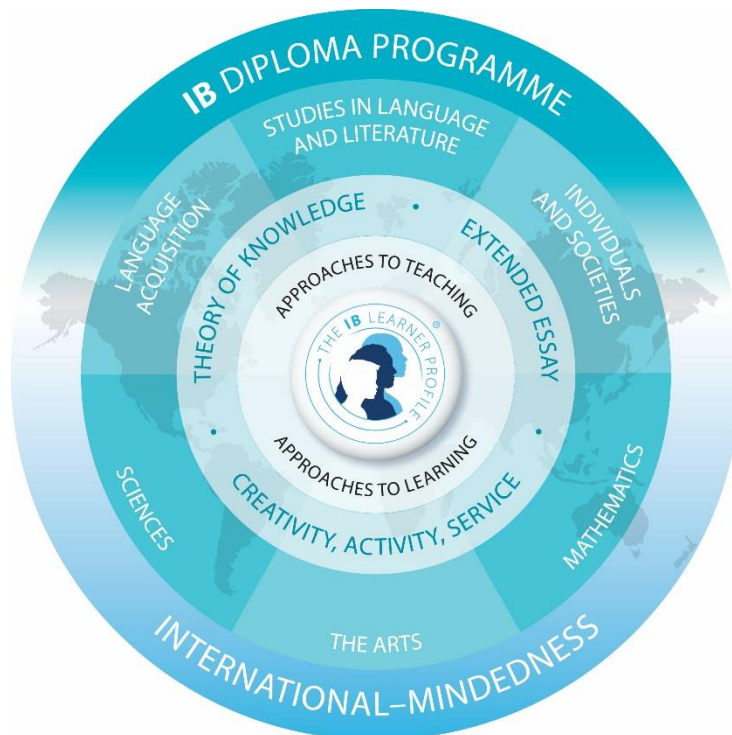 IB DIPLOMA PROGRAMME
STUDIES IN LANGUAGE
AND LITERATURE
LANGUAGE
ACQUISITION
INDIVIDUALS
AND SOCIETIES
THEORY OF KNOWLEDGE
•
EXTENDED ESSAY
•
APPROACHES TO TEACHING
THE IB LEARNER PROFILE
®
APPROACHES TO LEARNING
•
CREATIVITY, ACTIVITY, SERVICE
SCIENCES
MATHEMATICS
THE ARTS
INTERNATIONAL–MINDEDNESS